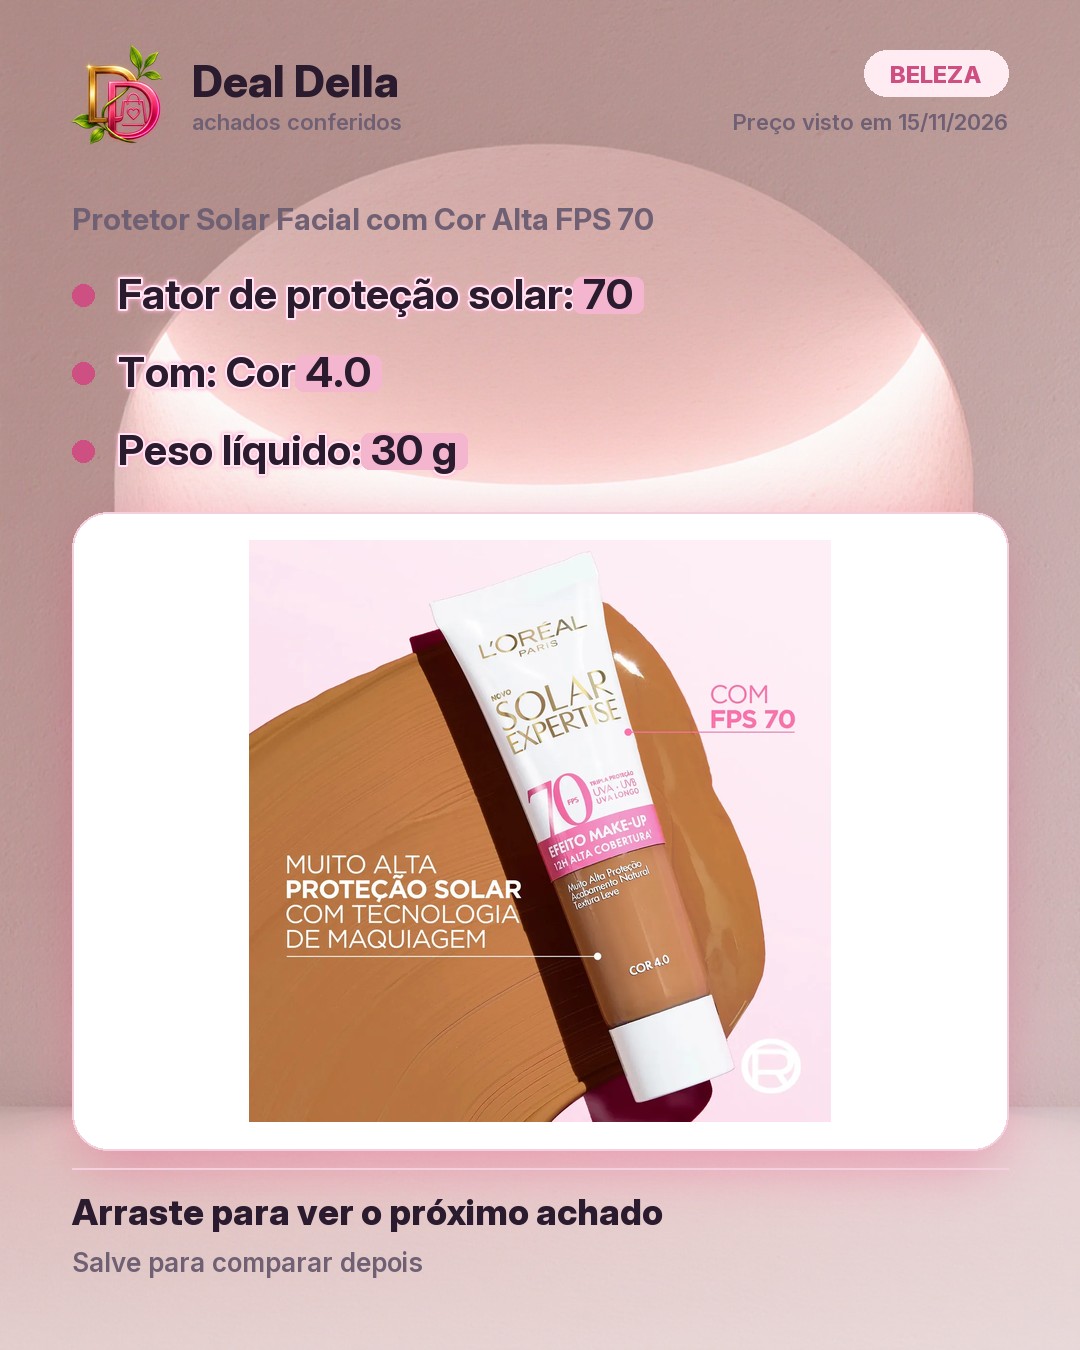 Deal Della
achados conferidos
BELEZA
Preço visto em 15/11/2026
Protetor Solar Facial com Cor Alta FPS 70
Fator de proteção solar: 70
Tom: Cor 4.0
Peso líquido: 30 g
L'ORÉAL
PARIS
NOVO
SOLAR
EXPERTISE
70
FPS
TRIPLA PROTEÇÃO
UVA - UVB
UVA LONGO
EFEITO MAKE-UP
12H ALTA COBERTURA*
Muito Alta Proteção
Acabamento Natural
Textura Leve
COR 4.0
COM
FPS 70
MUITO ALTA
PROTEÇÃO SOLAR
COM TECNOLOGIA
DE MAQUIAGEM
Arraste para ver o próximo achado
Salve para comparar depois